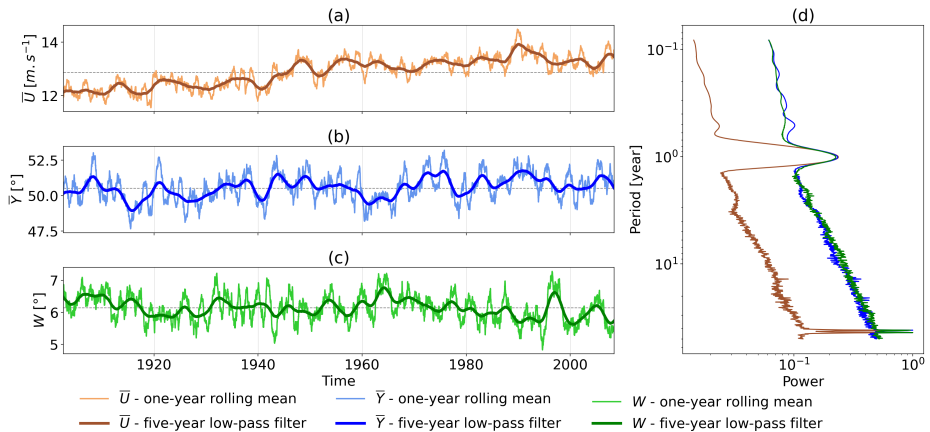 (a)
(d)
14
12
U̅ [m. s⁻¹]
(b)
52.5
50.0
47.5
Y̅ [°]
(c)
7
6
5
W [°]
1920 1940 1960 1980 2000
Time
10⁻¹
10⁰
10¹
Period [year]
10⁻¹ 10⁰
Power
U̅ - one-year rolling mean Y̅ - one-year rolling mean W - one-year rolling mean
U̅ - five-year low-pass filter Y̅ - five-year low-pass filter W - five-year low-pass filter